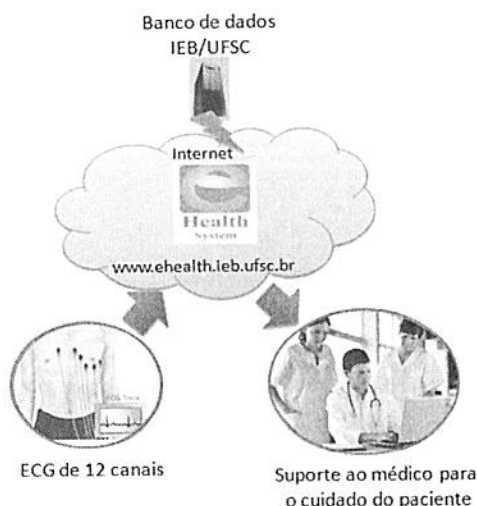 Banco de dados
IEB/UFSC
Internet
Health
System
www.ehealth.ieb.ufsc.br
ECG de 12 canais
Suporte ao médico para
o cuidado do paciente